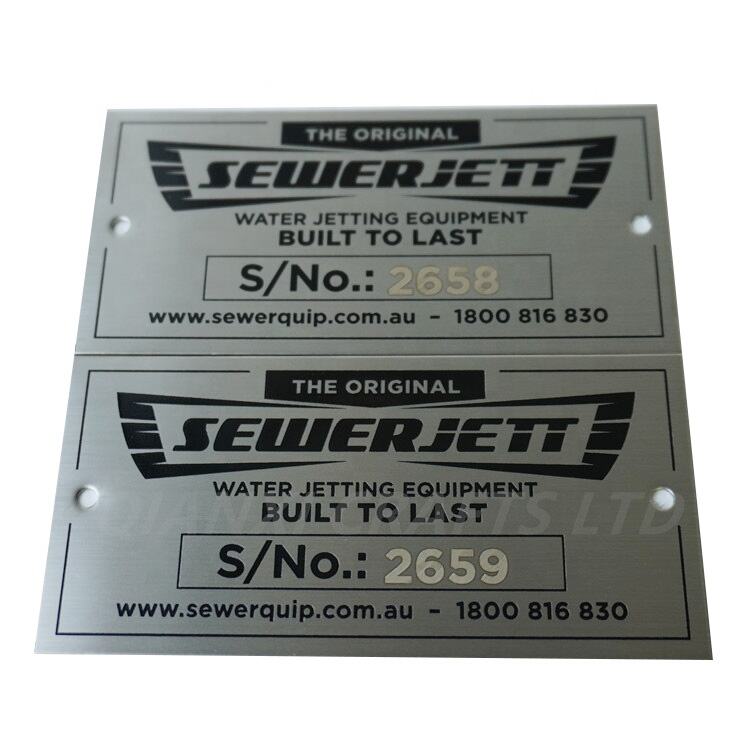 THE ORIGINAL
SEWERJETT
WATER JETTING EQUIPMENT
BUILT TO LAST
S/No.: 2658
www.sewerquip.com.au - 1800 816 830
THE ORIGINAL
SEWERJETT
WATER JETTING EQUIPMENT
BUILT TO LAST
S/No.: 2659
www.sewerquip.com.au - 1800 816 830